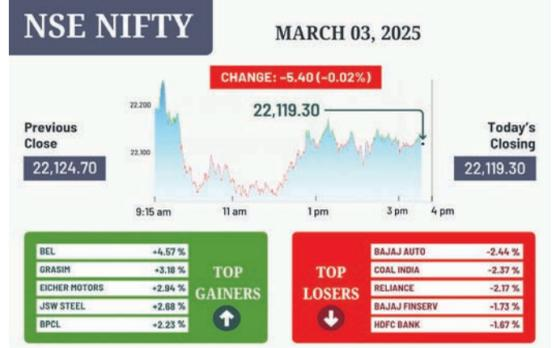 NSE NIFTY
MARCH 03, 2025
CHANGE: -5.40 (-0.02%)
22,200
22,119.30
Previous
Close
22,124.70
22,100
Today's
Closing
22,119.30
9:15 am
11 am
1 pm
3 pm
4 pm
BEL +4.57 %
GRASIM +3.18 %
EICHER MOTORS +2.94 %
JSW STEEL +2.68 %
BPCL +2.23 %
TOP
GAINERS
TOP
LOSERS
BAJAJ AUTO -2.44 %
COAL INDIA -2.37 %
RELIANCE -2.17 %
BAJAJ FINSERV -1.73 %
HDFC BANK -1.67 %